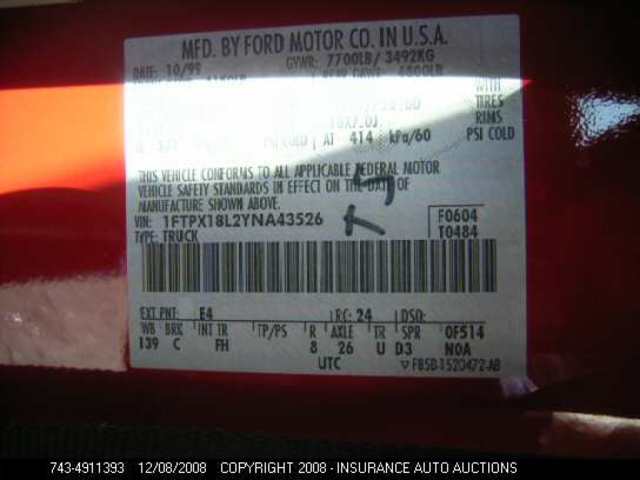 MFD. BY FORD MOTOR CO. IN U.S.A.
DATE: 10/99 GVWR: 7700LB/ 3492KG
WITH
TIRES
RIMS
AT 414 kPa/60 PSI COLD
THIS VEHICLE CONFORMS TO ALL APPLICABLE FEDERAL MOTOR
VEHICLE SAFETY STANDARDS IN EFFECT ON THE DATE OF
MANUFACTURE SHOWN ABOVE.
VIN: 1FTPX18L2YNA43526 F0604
TYPE: TRUCK T0484
EXT PNT: E4 RC: 24 DSO:
WB BRK INT TR TP/PS R AXLE TR SPR 0F514
139 C FH 8 26 U D3 N0A
UTC ▽ F85B-1520472-AB
743-4911393 12/08/2008 COPYRIGHT 2008 - INSURANCE AUTO AUCTIONS